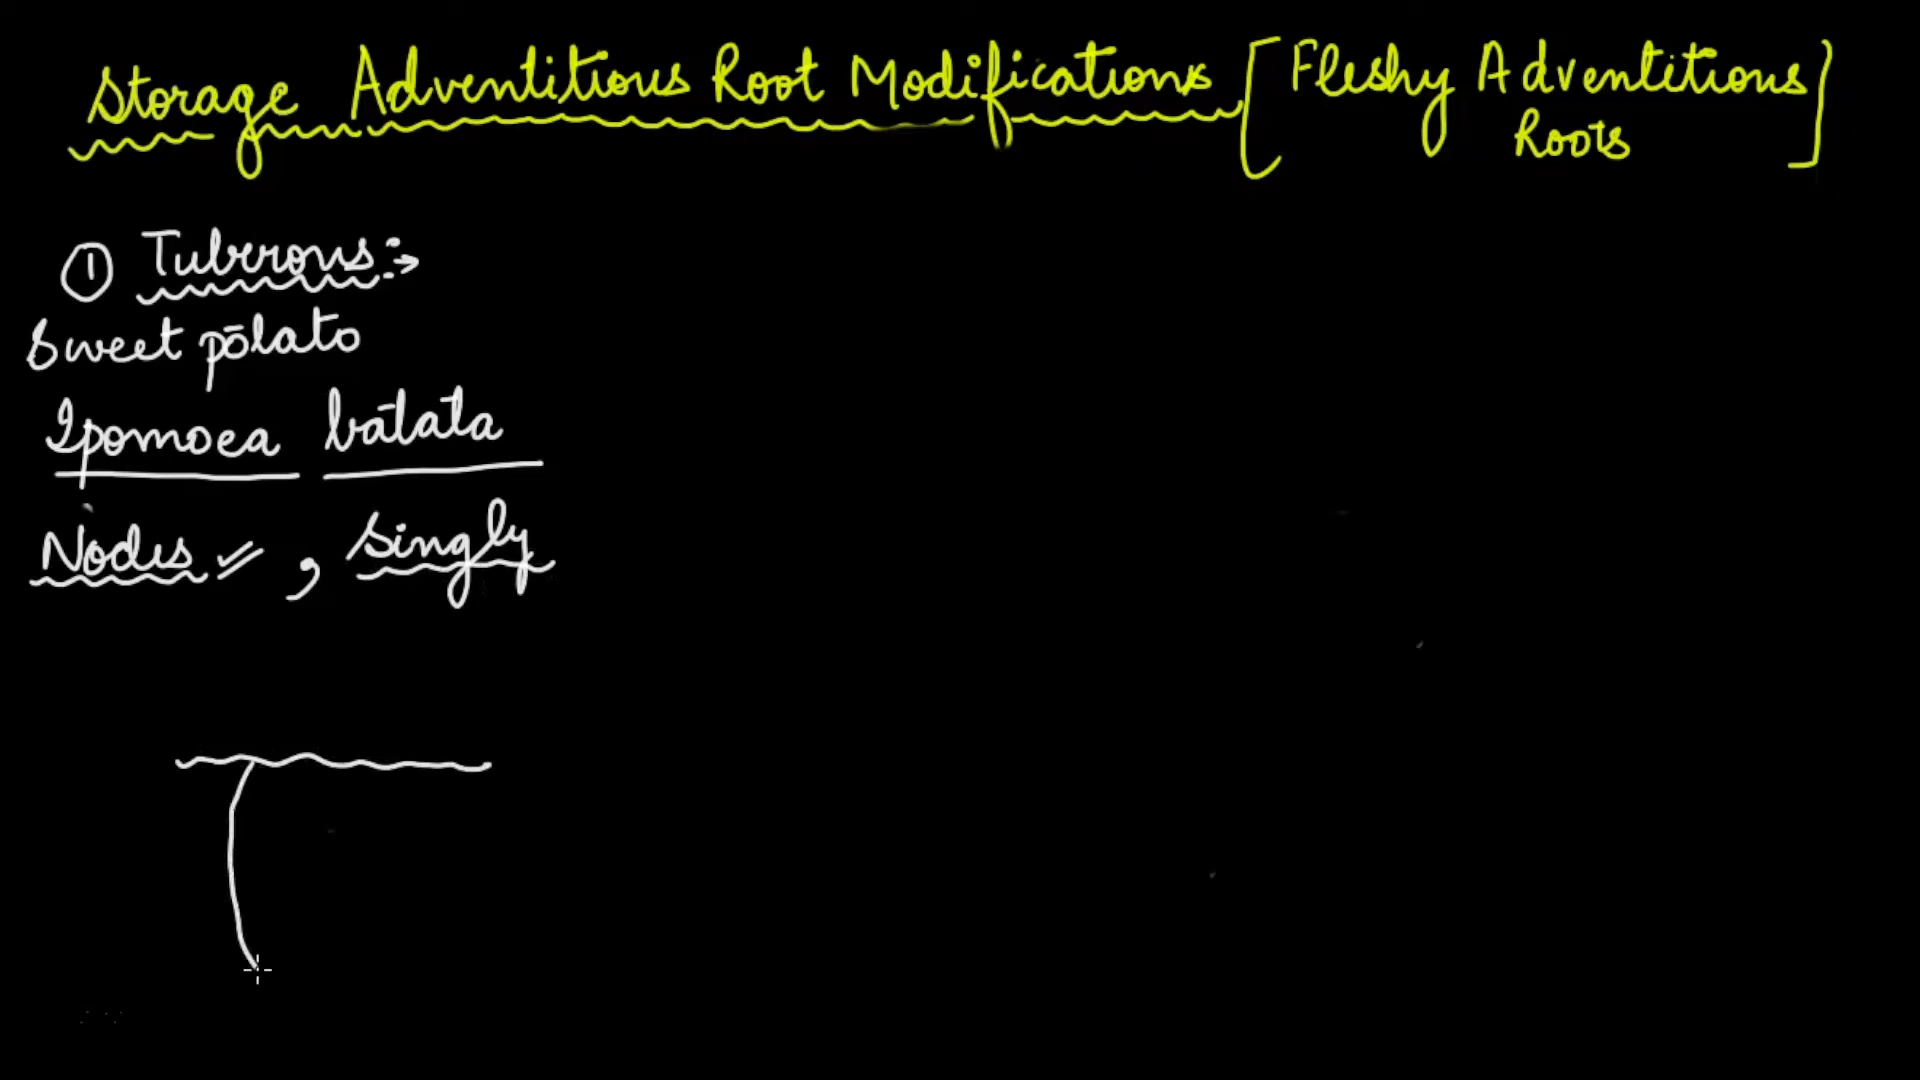 Storage Adventitious Root Modifications [Fleshy Adventitious Roots]
① Tuberous :→
Sweet potato
Ipomoea batata
Nodes ✓, Singly